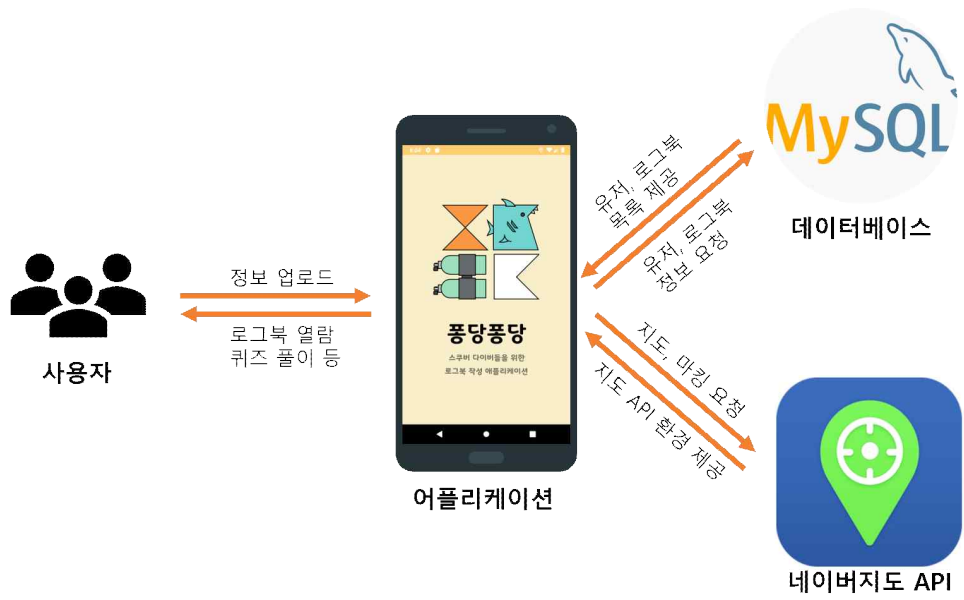 정보 업로드
로그북 열람
퀴즈 풀이 등
사용자
퐁당퐁당
스쿠버 다이버들을 위한
로그북 작성 애플리케이션
어플리케이션
유저, 로그북
목록 제공
유저, 로그북
정보 요청
MySQL
데이터베이스
지도, 마킹 요청
지도 API 환경 제공
네이버지도 API